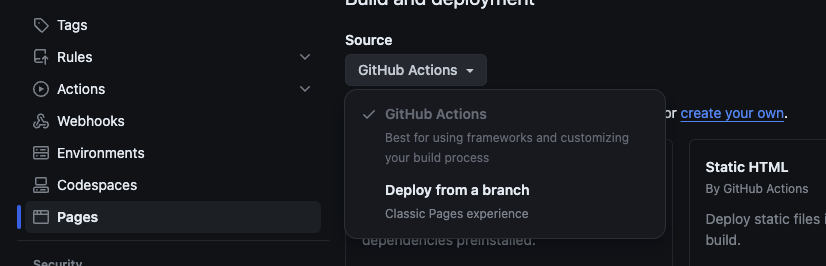 Build and deployment
Tags
Rules
Actions
Webhooks
Environments
Codespaces
Pages
Security
Source
GitHub Actions
GitHub Actions
Best for using frameworks and customizing
your build process
Deploy from a branch
Classic Pages experience
or create your own.
dependencies preinstalled.
Static HTML
By GitHub Actions
Deploy static files i
build.